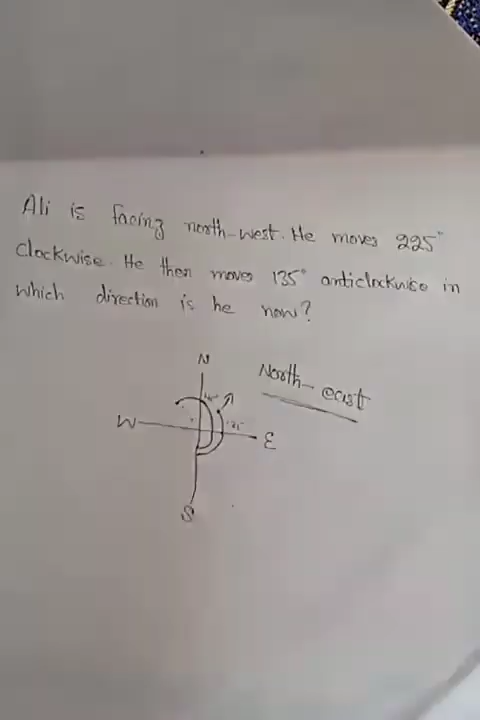 Ali is facing north-west. He moves 225°
clockwise. He then moves 135° anticlockwise in
which direction is he now?
N
North-east
W
E
S